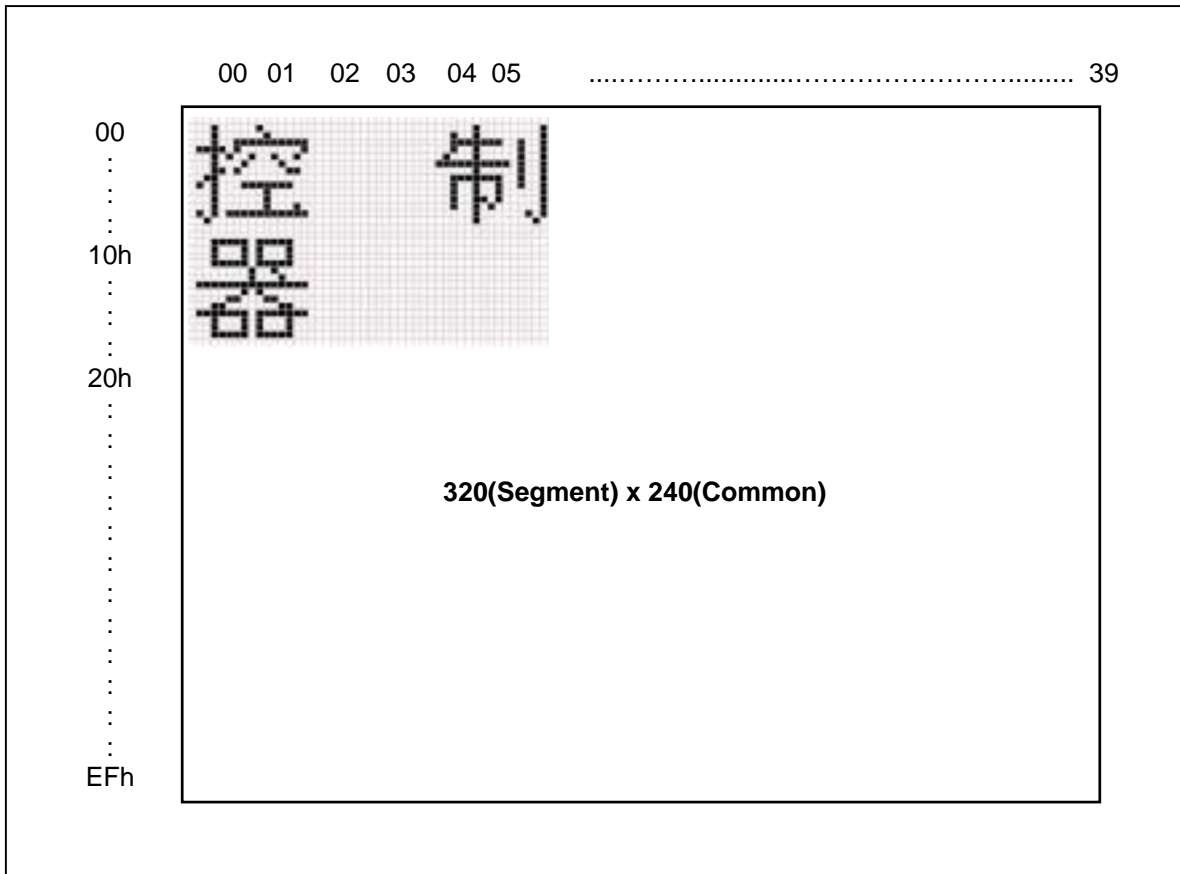 00 01 02 03 04 05 ............................................................ 39
00
:
:
:
10h
:
:
:
20h
:
:
:
:
:
:
:
:
:
:
:
:
EFh
控 制
器
320(Segment) x 240(Common)